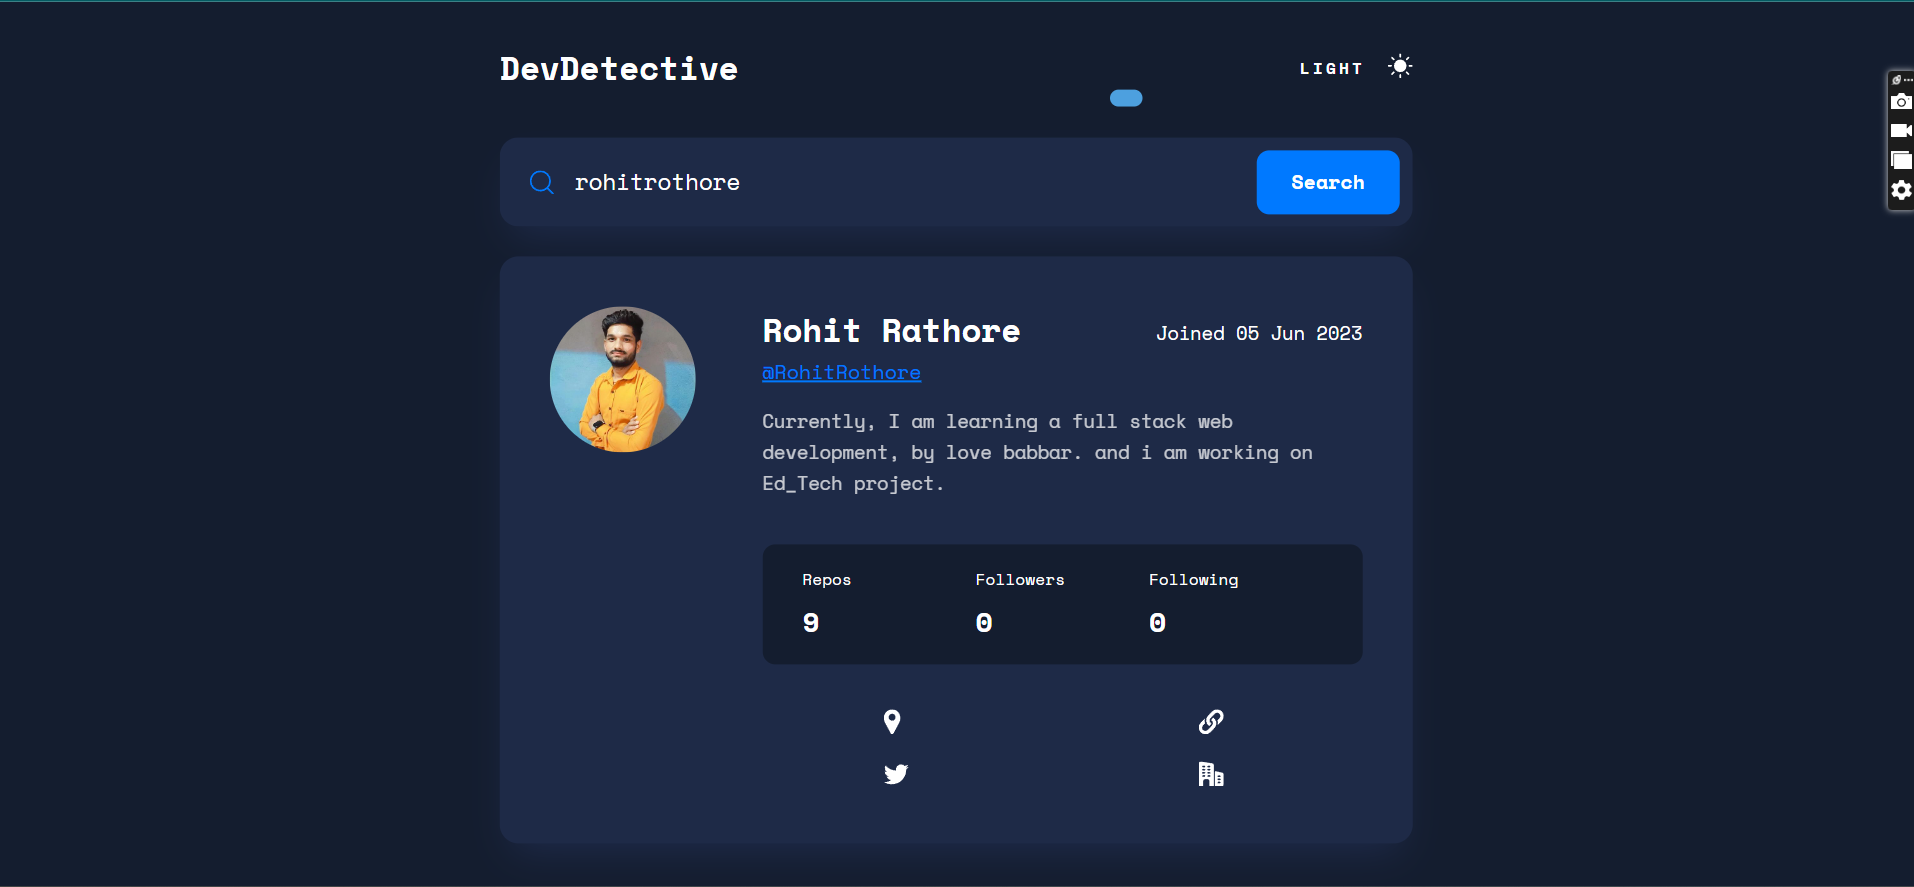 DevDetective
LIGHT
rohitrothore
Search
Rohit Rathore
Joined 05 Jun 2023
@RohitRothore
Currently, I am learning a full stack web
development, by love babbar. and i am working on
Ed_Tech project.
Repos
Followers
Following
9
0
0